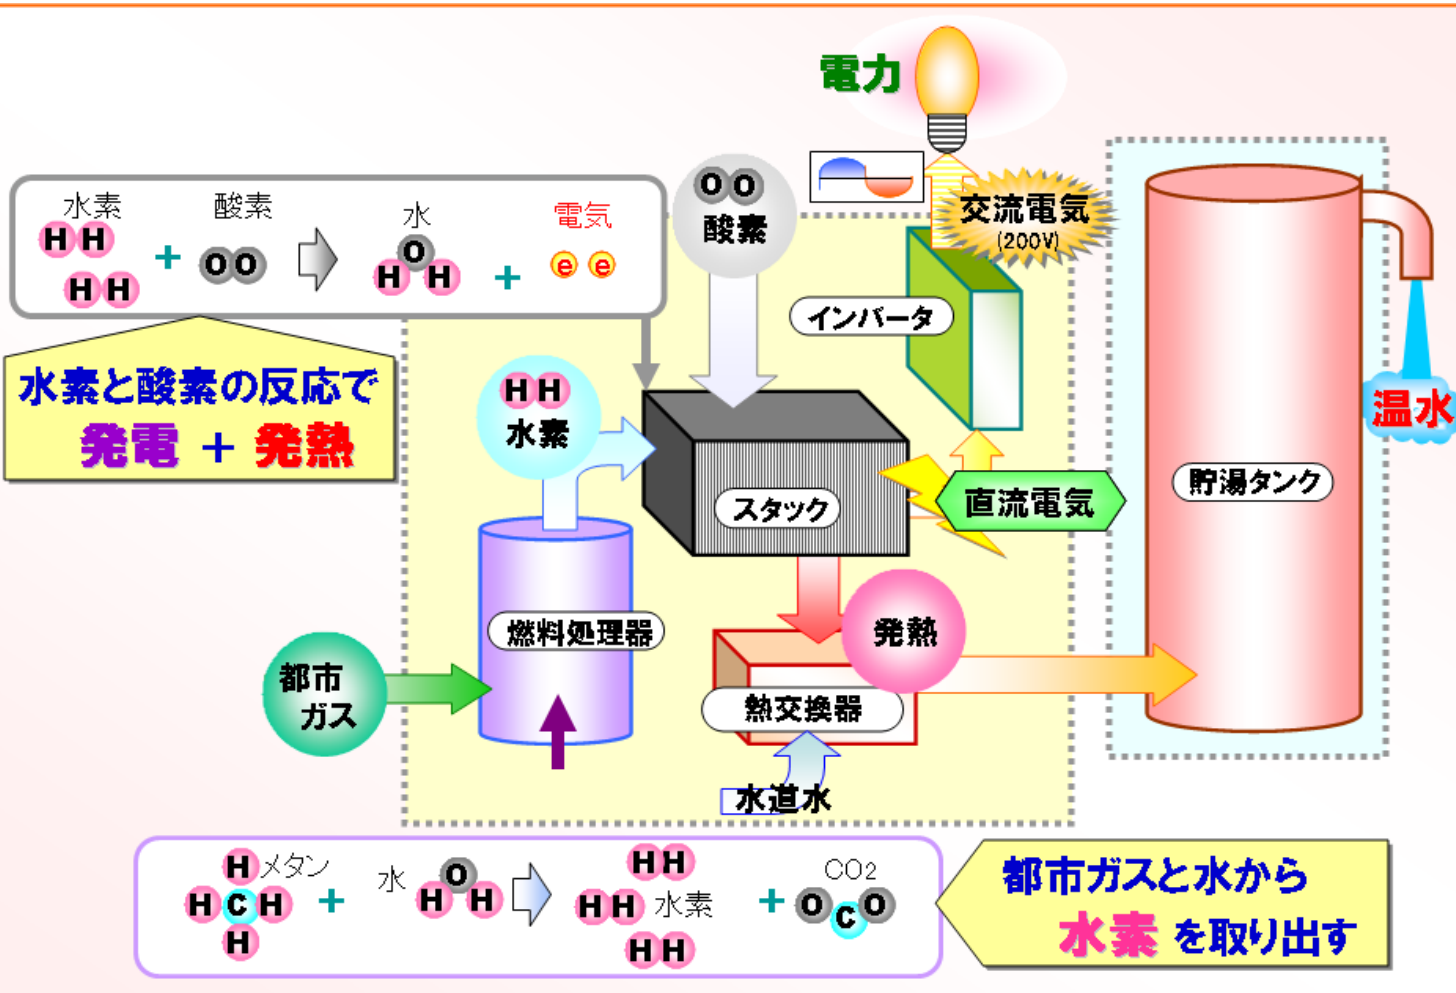 電力
OO
酸素
交流電気
(200V)
水素
HH
HH
+
酸素
OO
水
O
H H
+
電気
e e
水素と酸素の反応で
発電 + 発熱
インバータ
HH
水素
スタック
直流電気
貯湯タンク
温水
燃料処理器
都市
ガス
発熱
熱交換器
水道水
メタン
H
H C H
H
+
水
O
H H
HH
HH 水素
HH
+
CO2
O C O
都市ガスと水から
水素 を取り出す